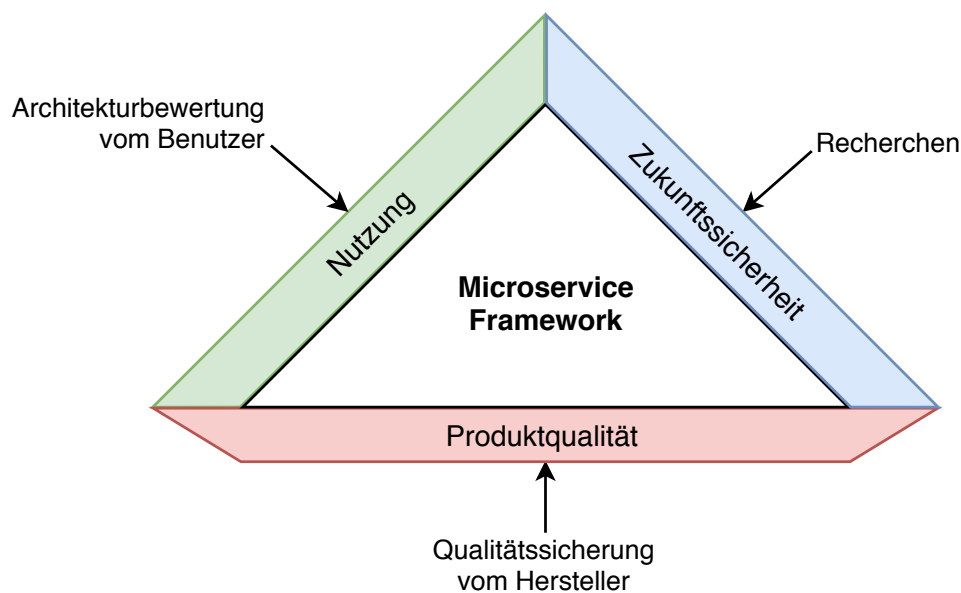 Architekturbewertung
vom Benutzer
Recherchen
Nutzung
Zukunftssicherheit
Microservice
Framework
Produktqualität
Qualitätssicherung
vom Hersteller